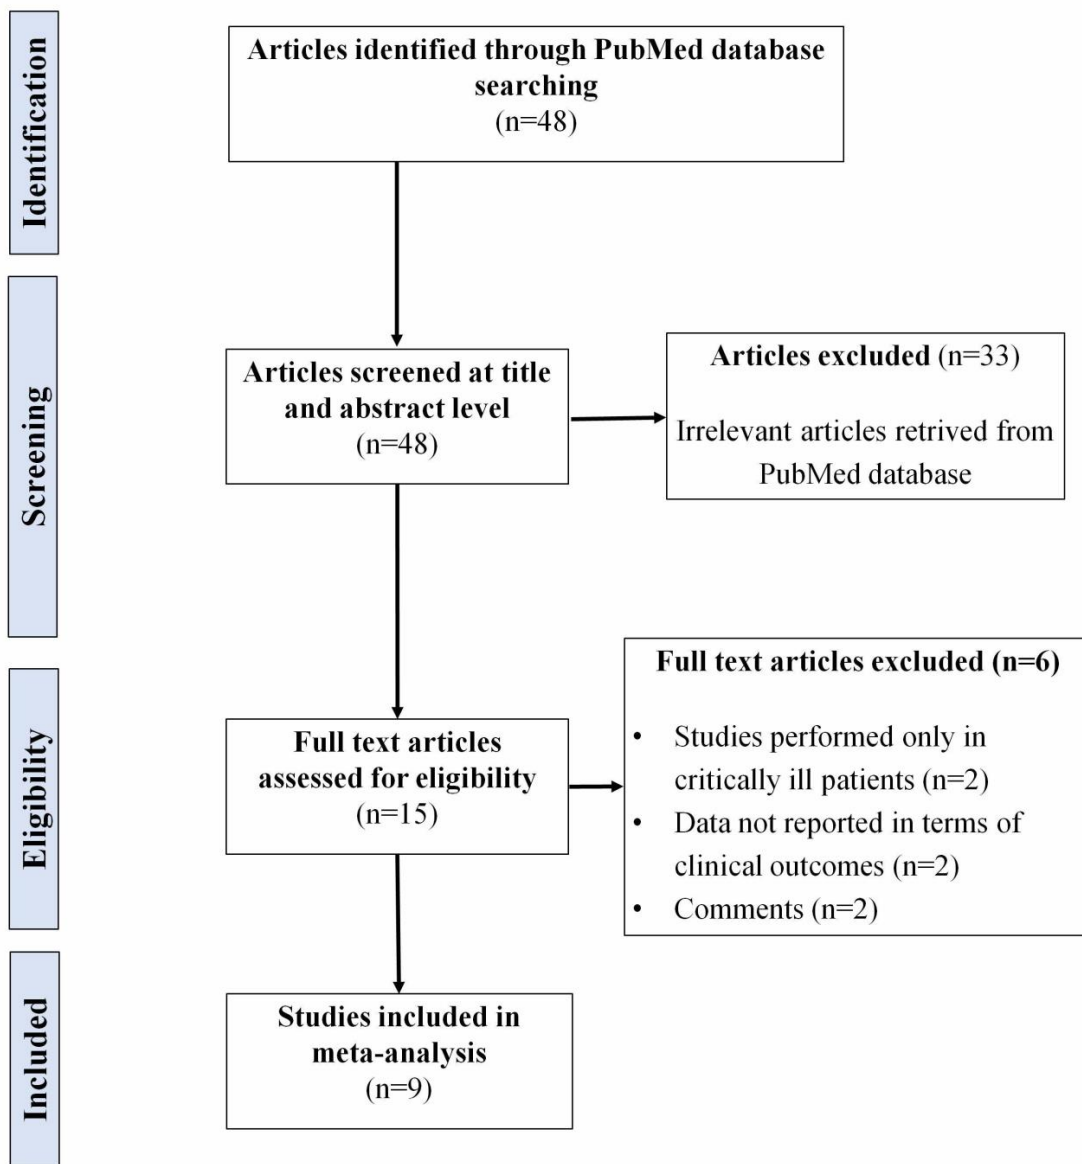 Identification
Articles identified through PubMed database
searching
(n=48)
Screening
Articles screened at title
and abstract level
(n=48)
Articles excluded (n=33)
Irrelevant articles retrived from
PubMed database
Eligibility
Full text articles
assessed for eligibility
(n=15)
Full text articles excluded (n=6)
• Studies performed only in
critically ill patients (n=2)
• Data not reported in terms of
clinical outcomes (n=2)
• Comments (n=2)
Included
Studies included in
meta-analysis
(n=9)